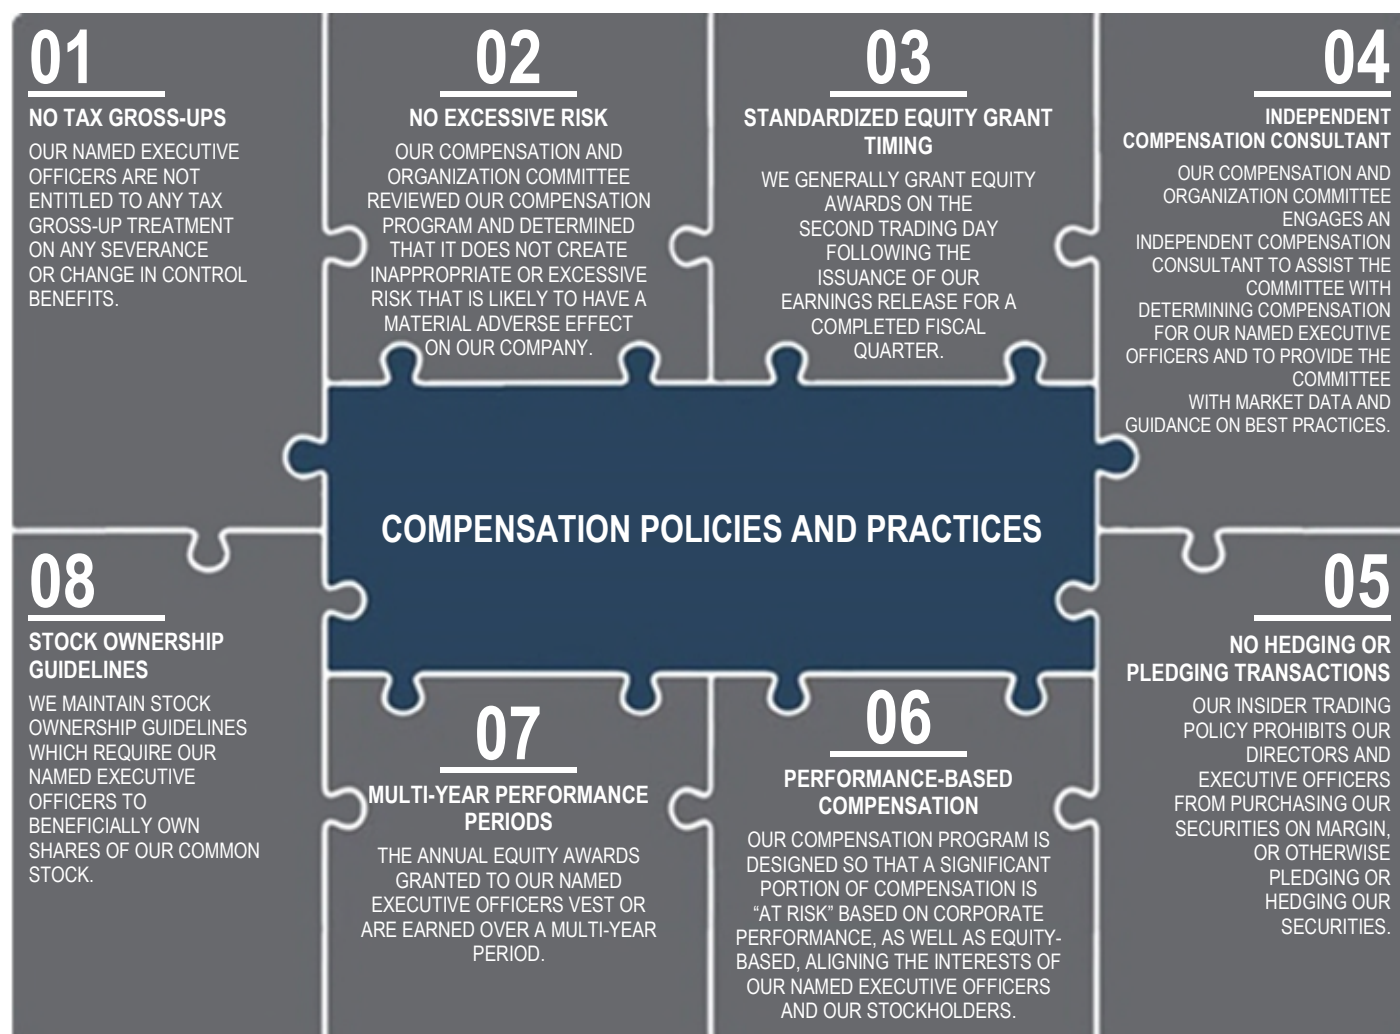 01
NO TAX GROSS-UPS
OUR NAMED EXECUTIVE
OFFICERS ARE NOT
ENTITLED TO ANY TAX
GROSS-UP TREATMENT
ON ANY SEVERANCE
OR CHANGE IN CONTROL
BENEFITS.
02
NO EXCESSIVE RISK
OUR COMPENSATION AND
ORGANIZATION COMMITTEE
REVIEWED OUR COMPENSATION
PROGRAM AND DETERMINED
THAT IT DOES NOT CREATE
INAPPROPRIATE OR EXCESSIVE
RISK THAT IS LIKELY TO HAVE A
MATERIAL ADVERSE EFFECT
ON OUR COMPANY.
03
STANDARDIZED EQUITY GRANT
TIMING
WE GENERALLY GRANT EQUITY
AWARDS ON THE
SECOND TRADING DAY
FOLLOWING THE
ISSUANCE OF OUR
EARNINGS RELEASE FOR A
COMPLETED FISCAL
QUARTER.
04
INDEPENDENT
COMPENSATION CONSULTANT
OUR COMPENSATION AND
ORGANIZATION COMMITTEE
ENGAGES AN
INDEPENDENT COMPENSATION
CONSULTANT TO ASSIST THE
COMMITTEE WITH
DETERMINING COMPENSATION
FOR OUR NAMED EXECUTIVE
OFFICERS AND TO PROVIDE THE
COMMITTEE
WITH MARKET DATA AND
GUIDANCE ON BEST PRACTICES.
COMPENSATION POLICIES AND PRACTICES
05
NO HEDGING OR
PLEDGING TRANSACTIONS
OUR INSIDER TRADING
POLICY PROHIBITS OUR
DIRECTORS AND
EXECUTIVE OFFICERS
FROM PURCHASING OUR
SECURITIES ON MARGIN,
OR OTHERWISE
PLEDGING OR
HEDGING OUR
SECURITIES.
06
PERFORMANCE-BASED
COMPENSATION
OUR COMPENSATION PROGRAM IS
DESIGNED SO THAT A SIGNIFICANT
PORTION OF COMPENSATION IS
“AT RISK” BASED ON CORPORATE
PERFORMANCE, AS WELL AS EQUITY-
BASED, ALIGNING THE INTERESTS OF
OUR NAMED EXECUTIVE OFFICERS
AND OUR STOCKHOLDERS.
07
MULTI-YEAR PERFORMANCE
PERIODS
THE ANNUAL EQUITY AWARDS
GRANTED TO OUR NAMED
EXECUTIVE OFFICERS VEST OR
ARE EARNED OVER A MULTI-YEAR
PERIOD.
08
STOCK OWNERSHIP
GUIDELINES
WE MAINTAIN STOCK
OWNERSHIP GUIDELINES
WHICH REQUIRE OUR
NAMED EXECUTIVE
OFFICERS TO
BENEFICIALLY OWN
SHARES OF OUR COMMON
STOCK.